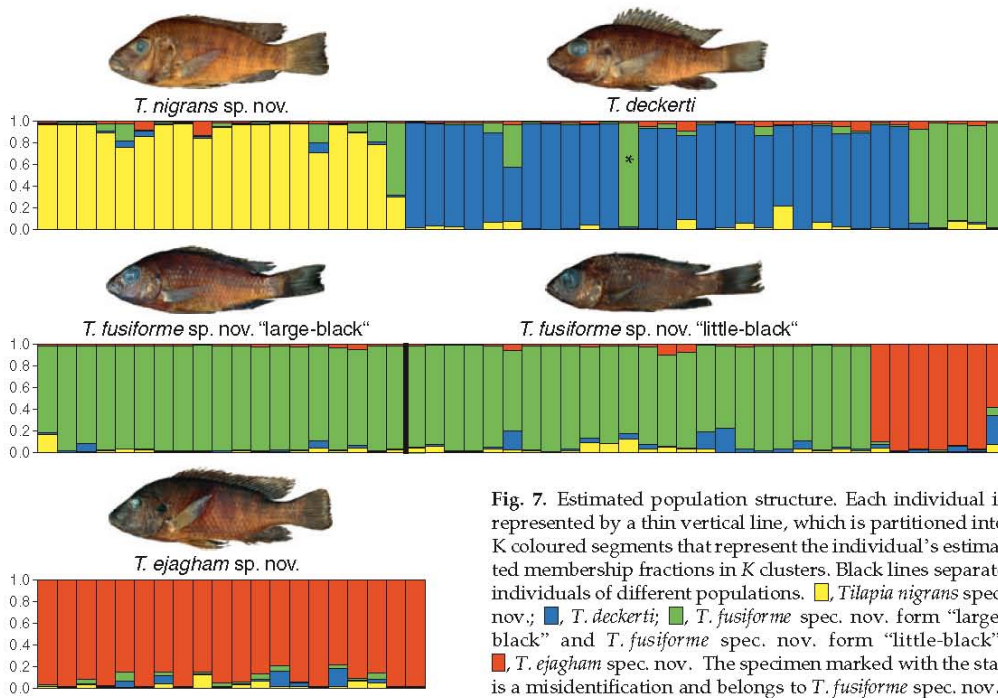 T. nigrans sp. nov.
T. deckerti
1.0
0.8
0.6
0.4
0.2
0.0
*
T. fusiforme sp. nov. "large-black"
T. fusiforme sp. nov. "little-black"
1.0
0.8
0.6
0.4
0.2
0.0
T. ejagham sp. nov.
1.0
0.8
0.6
0.4
0.2
0.0
Fig. 7. Estimated population structure. Each individual i
represented by a thin vertical line, which is partitioned into
K coloured segments that represent the individual's estima
ted membership fractions in K clusters. Black lines separate
individuals of different populations. , Tilapia nigrans spec
nov.; , T. deckerti; , T. fusiforme spec. nov. form "large
black" and T. fusiforme spec. nov. form "little-black"
, T. ejagham spec. nov. The specimen marked with the sta
is a misidentification and belongs to T. fusiforme spec. nov.